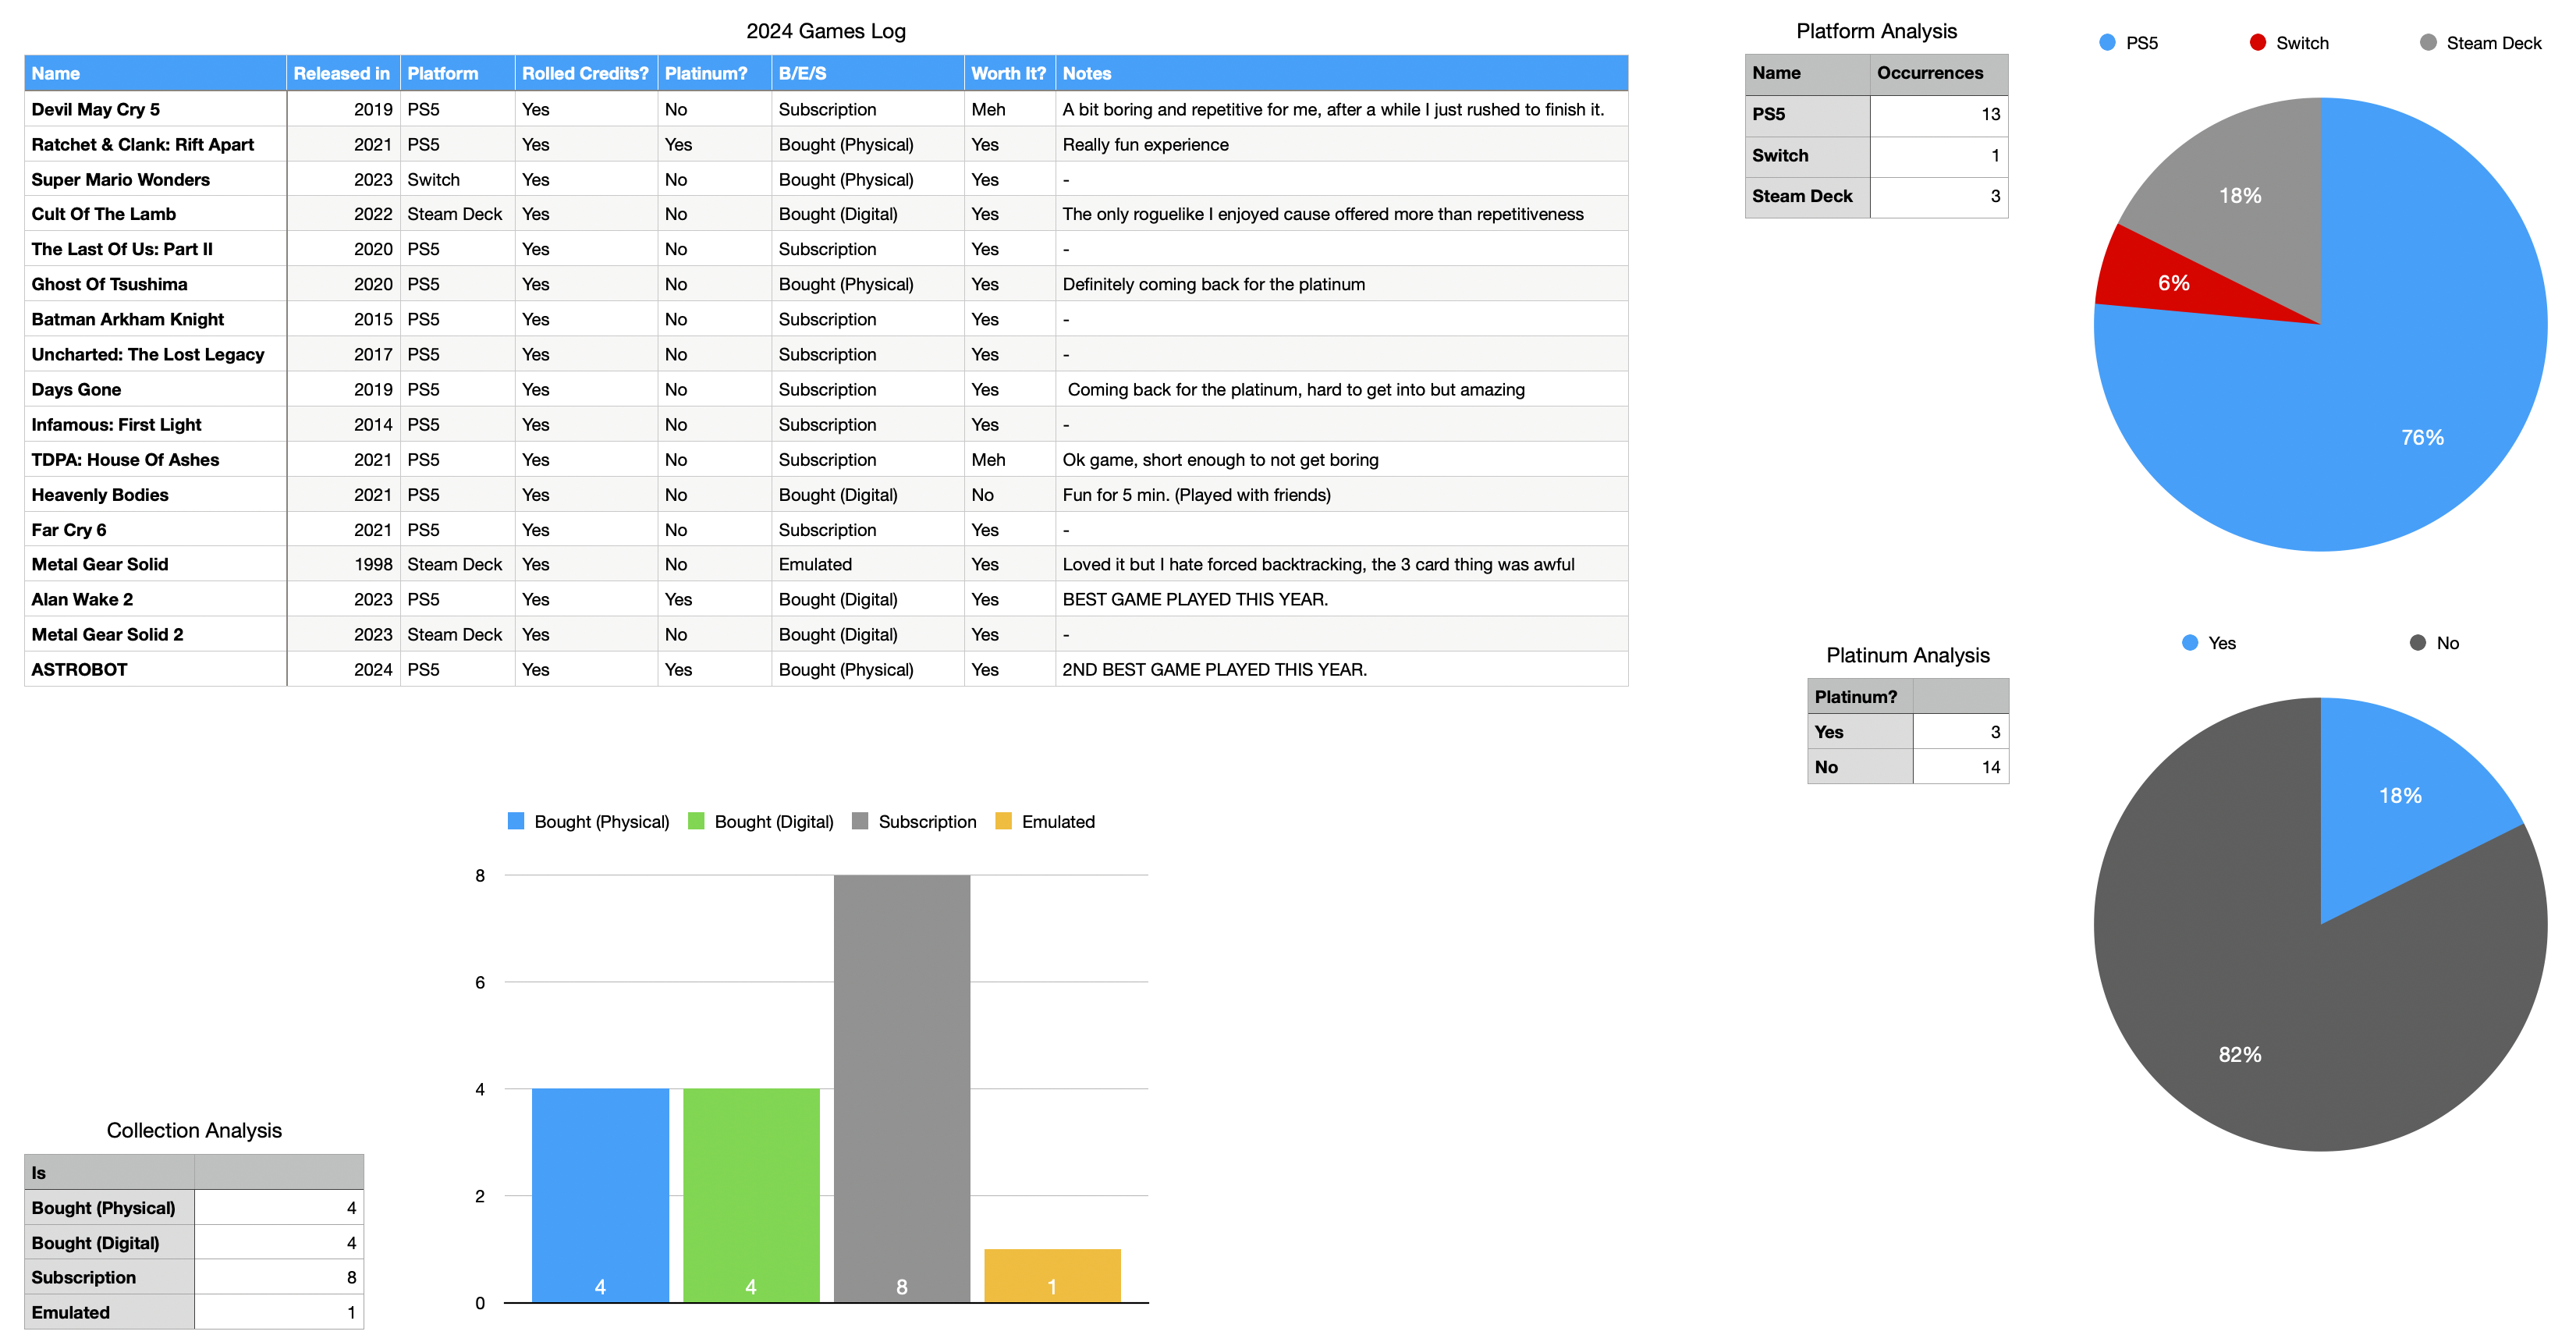 2024 Games Log
Name Released in Platform Rolled Credits? Platinum? B/E/S Worth It? Notes
Devil May Cry 5 2019 PS5 Yes No Subscription Meh A bit boring and repetitive for me, after a while I just rushed to finish it.
Ratchet & Clank: Rift Apart 2021 PS5 Yes Yes Bought (Physical) Yes Really fun experience
Super Mario Wonders 2023 Switch Yes No Bought (Physical) Yes -
Cult Of The Lamb 2022 Steam Deck Yes No Bought (Digital) Yes The only roguelike I enjoyed cause offered more than repetitiveness
The Last Of Us: Part II 2020 PS5 Yes No Subscription Yes -
Ghost Of Tsushima 2020 PS5 Yes No Bought (Physical) Yes Definitely coming back for the platinum
Batman Arkham Knight 2015 PS5 Yes No Subscription Yes -
Uncharted: The Lost Legacy 2017 PS5 Yes No Subscription Yes -
Days Gone 2019 PS5 Yes No Subscription Yes Coming back for the platinum, hard to get into but amazing
Infamous: First Light 2014 PS5 Yes No Subscription Yes -
TDPA: House Of Ashes 2021 PS5 Yes No Subscription Meh Ok game, short enough to not get boring
Heavenly Bodies 2021 PS5 Yes No Bought (Digital) No Fun for 5 min. (Played with friends)
Far Cry 6 2021 PS5 Yes No Subscription Yes -
Metal Gear Solid 1998 Steam Deck Yes No Emulated Yes Loved it but I hate forced backtracking, the 3 card thing was awful
Alan Wake 2 2023 PS5 Yes Yes Bought (Digital) Yes BEST GAME PLAYED THIS YEAR.
Metal Gear Solid 2 2023 Steam Deck Yes No Bought (Digital) Yes -
ASTROBOT 2024 PS5 Yes Yes Bought (Physical) Yes 2ND BEST GAME PLAYED THIS YEAR.
Platform Analysis
Name Occurrences
PS5 13
Switch 1
Steam Deck 3
PS5 Switch Steam Deck
18%
6%
76%
Platinum Analysis
Platinum?
Yes 3
No 14
Yes No
18%
82%
Collection Analysis
Is
Bought (Physical) 4
Bought (Digital) 4
Subscription 8
Emulated 1
Bought (Physical) Bought (Digital) Subscription Emulated
8
6
4
2
0
4 4 8 1